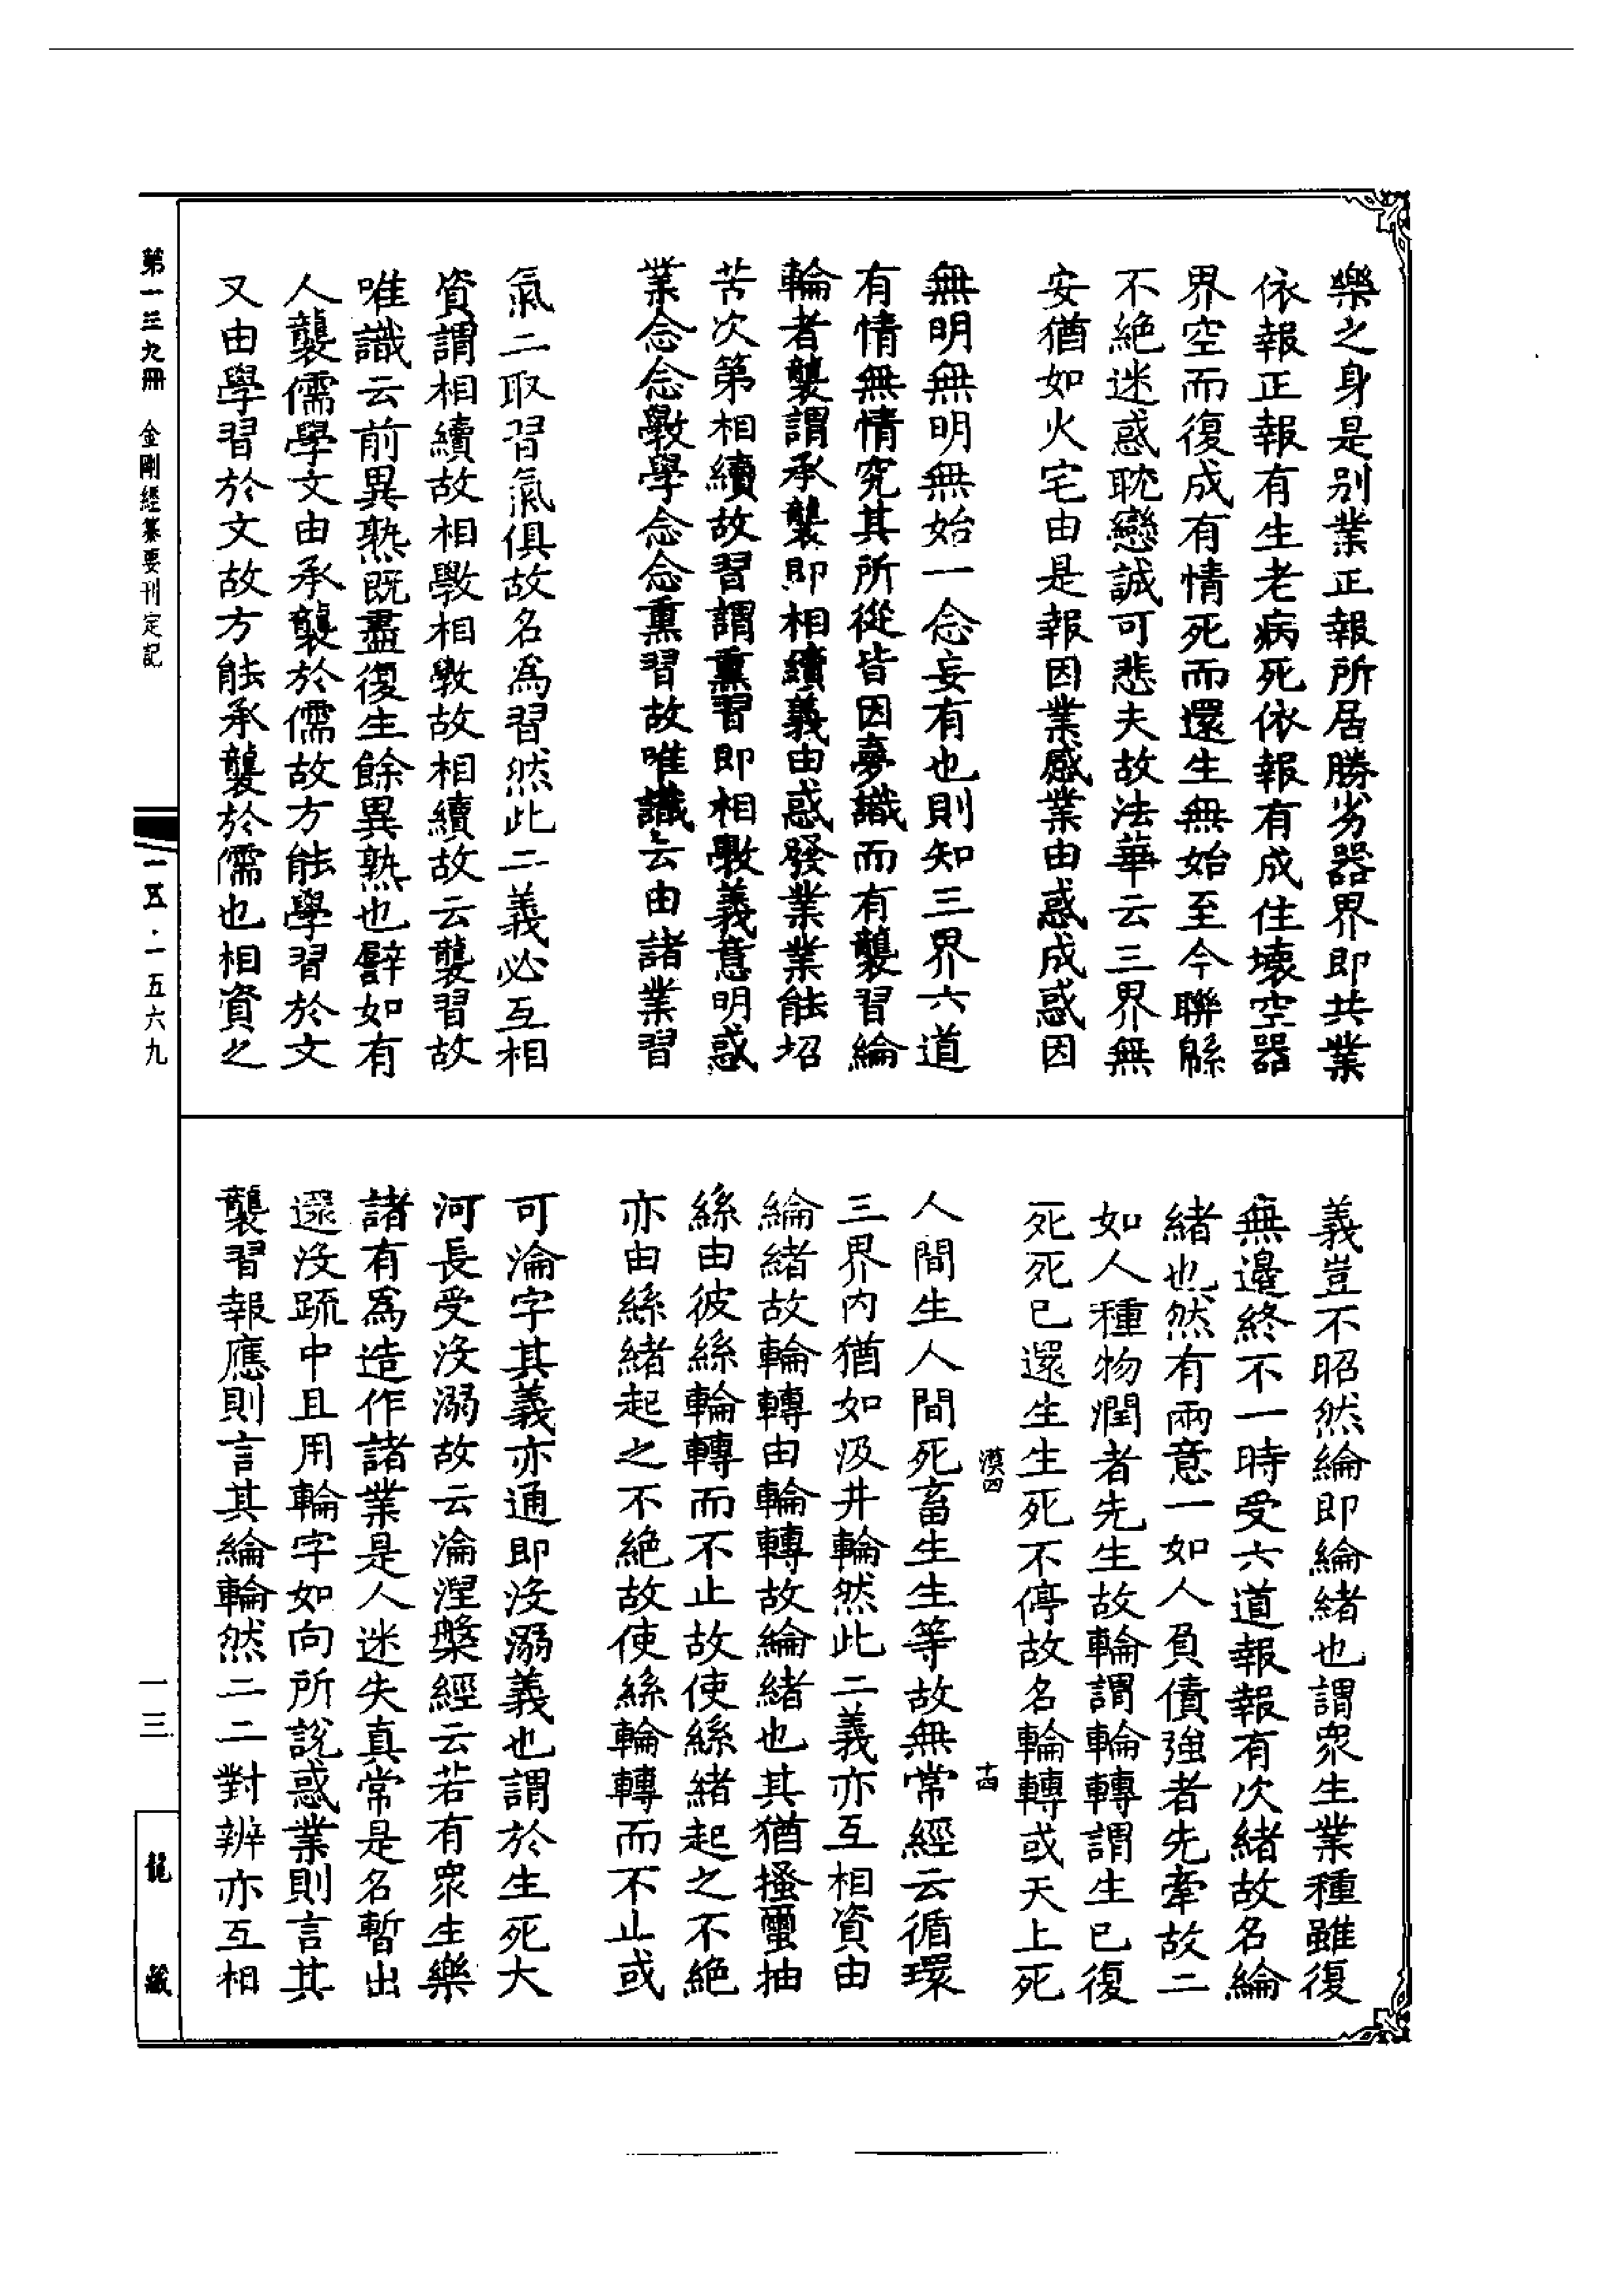 樂之身是别業正報所居勝劣器界即共業
依報正報有生老病死依報有成住壞空器
界空而復成有情死而還生無始至今聯緜
不絶迷惑耽戀誠可悲夫故法華云三界無
安猶如火宅由是報因業感業由惑成惑因
無明無明無始一念妄有也則知三界六道
有情無情究其所從皆因夢識而有襲習綸
輪者襲謂承襲即相續義由惑發業業能招
苦次第相續故習謂熏習即相斆義意明惑
業念念斆學念念熏習故唯識云由諸業習
氣二取習氣俱故名爲習然此二義必互相
資謂相續故相斆相斆故相續故云襲習故
唯識云前異熟既盡復生餘異熟也譬如有
人襲儒學文由承襲於儒故方能學習於文
又由學習於文故方能承襲於儒也相資之
義豈不昭然綸即綸緒也謂衆生業種雖復
無邊終不一時受六道報報有次緒故名綸
緒也然有兩意一如人負債強者先牽故二
如人種物潤者先生故輪謂輪轉謂生已復
死死已還生生死不停故名輪轉或天上死
人間生人間死畜生生等故無常經云循環
三界内猶如汲井輪然此二義亦互相資由
綸緒故輪轉由輪轉故綸緒也其猶搔蠒抽
絲由彼絲輪轉而不止故使絲緒起之不絶
亦由絲緒起之不絶故使絲輪轉而不止或
可淪字其義亦通即没溺義也謂於生死大
河長受没溺故云淪湼槃經云若有衆生樂
諸有爲造作諸業是人迷失真常是名暫出
還没疏中且用輪字如向所說惑業則言其
襲習報應則言其綸輪然二二對辨亦互相
漠四
十四
第一三九冊 金剛經纂要刊定記
一五·一五六九
一三
龍藏